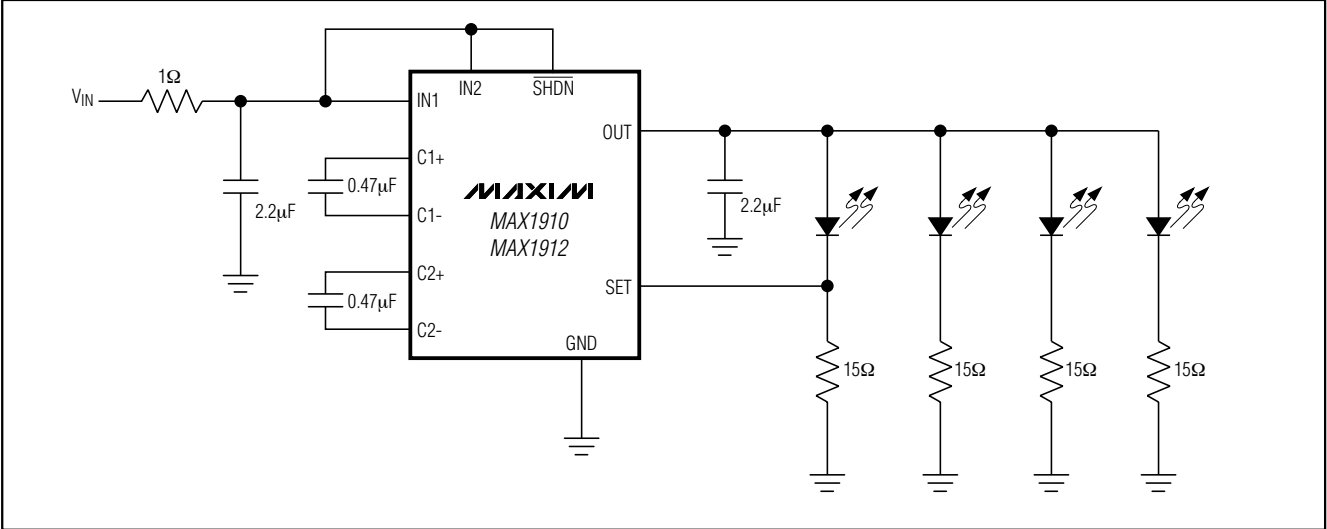 1Ω
VIN
IN2
SHDN
IN1
OUT
C1+
0.47μF
C1-
2.2μF
MAXIM
MAX1910
MAX1912
2.2μF
C2+
0.47μF
C2-
SET
GND
15Ω
15Ω
15Ω
15Ω